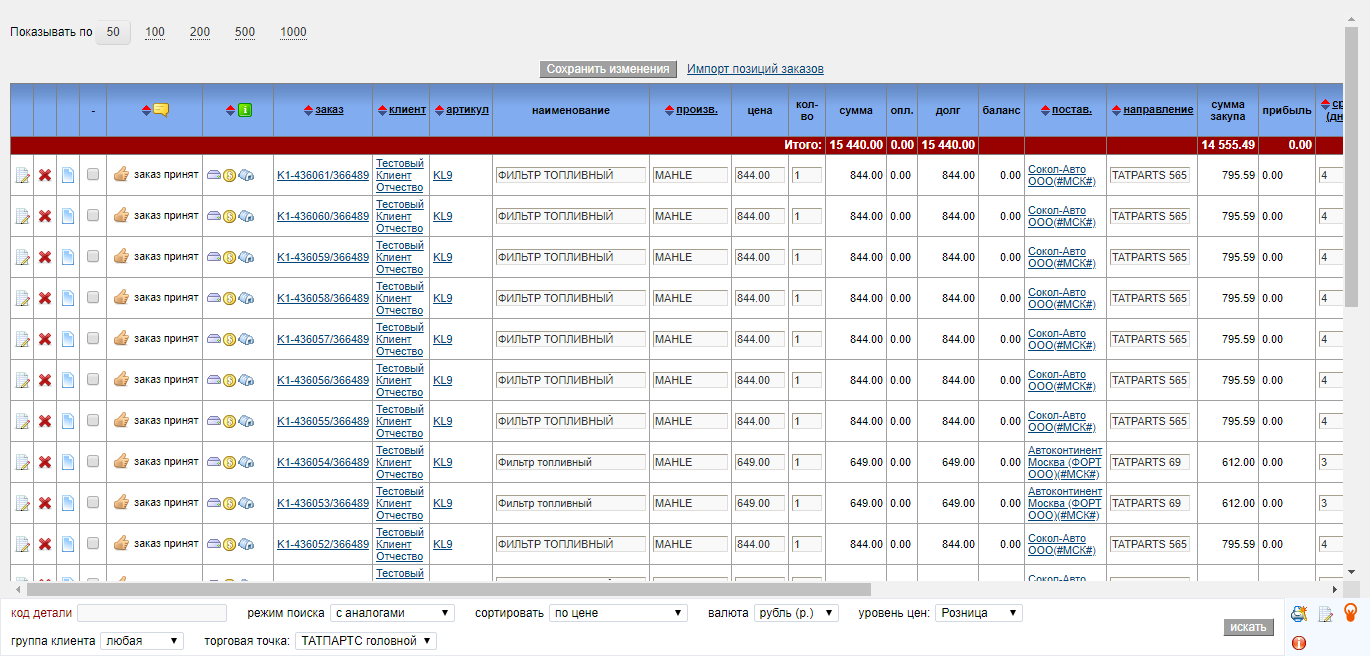 Показывать по 50 100 200 500 1000
Сохранить изменения Импорт позиций заказов
- заказ клиент артикул наименование произв. цена кол-во сумма опл. долг баланс постав. направление сумма закупа прибыль
Итого: 15 440.00 0.00 15 440.00 14 555.49 0.00
заказ принят K1-436061/366489 Тестовый Клиент Отчество KL9 ФИЛЬТР ТОПЛИВНЫЙ MAHLE 844.00 1 844.00 0.00 844.00 0.00 Сокол-Авто ООО(#МСК#) TATPARTS 565 795.59 0.00 4
заказ принят K1-436060/366489 Тестовый Клиент Отчество KL9 ФИЛЬТР ТОПЛИВНЫЙ MAHLE 844.00 1 844.00 0.00 844.00 0.00 Сокол-Авто ООО(#МСК#) TATPARTS 565 795.59 0.00 4
заказ принят K1-436059/366489 Тестовый Клиент Отчество KL9 ФИЛЬТР ТОПЛИВНЫЙ MAHLE 844.00 1 844.00 0.00 844.00 0.00 Сокол-Авто ООО(#МСК#) TATPARTS 565 795.59 0.00 4
заказ принят K1-436058/366489 Тестовый Клиент Отчество KL9 ФИЛЬТР ТОПЛИВНЫЙ MAHLE 844.00 1 844.00 0.00 844.00 0.00 Сокол-Авто ООО(#МСК#) TATPARTS 565 795.59 0.00 4
заказ принят K1-436057/366489 Тестовый Клиент Отчество KL9 ФИЛЬТР ТОПЛИВНЫЙ MAHLE 844.00 1 844.00 0.00 844.00 0.00 Сокол-Авто ООО(#МСК#) TATPARTS 565 795.59 0.00 4
заказ принят K1-436056/366489 Тестовый Клиент Отчество KL9 ФИЛЬТР ТОПЛИВНЫЙ MAHLE 844.00 1 844.00 0.00 844.00 0.00 Сокол-Авто ООО(#МСК#) TATPARTS 565 795.59 0.00 4
заказ принят K1-436055/366489 Тестовый Клиент Отчество KL9 ФИЛЬТР ТОПЛИВНЫЙ MAHLE 844.00 1 844.00 0.00 844.00 0.00 Сокол-Авто ООО(#МСК#) TATPARTS 565 795.59 0.00 4
заказ принят K1-436054/366489 Тестовый Клиент Отчество KL9 Фильтр топливный MAHLE 649.00 1 649.00 0.00 649.00 0.00 Автоконтинент Москва (ФОРТ ООО)(#МСК#) TATPARTS 69 612.00 0.00 3
заказ принят K1-436053/366489 Тестовый Клиент Отчество KL9 Фильтр топливный MAHLE 649.00 1 649.00 0.00 649.00 0.00 Автоконтинент Москва (ФОРТ ООО)(#МСК#) TATPARTS 69 612.00 0.00 3
заказ принят K1-436052/366489 Тестовый Клиент Отчество KL9 ФИЛЬТР ТОПЛИВНЫЙ MAHLE 844.00 1 844.00 0.00 844.00 0.00 Сокол-Авто ООО(#МСК#) TATPARTS 565 795.59 0.00 4
Тестовый Сокол-Авто
код детали режим поиска с аналогами сортировать по цене валюта рубль (р.) уровень цен: Розница
искать
группа клиента любая торговая точка: ТАТПАРТС головной